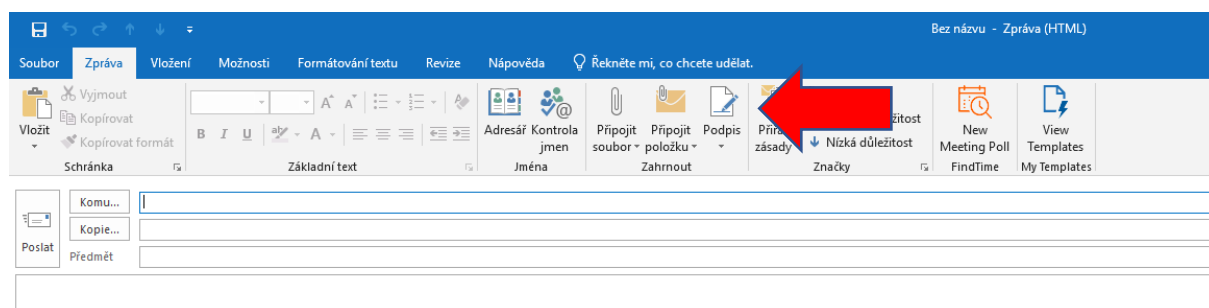 Bez názvu - Zpráva (HTML)
Soubor Zpráva Vložení Možnosti Formátování textu Revize Nápověda Řekněte mi, co chcete udělat.
Vložit
Vyjmout
Kopírovat
Kopírovat formát
Schránka
B I U
Základní text
Adresář
Kontrola
jmen
Jména
Připojit
soubor
Připojit
položku
Podpis
Zahrnout
zásady
Nízká důležitost
Značky
New
Meeting Poll
FindTime
View
Templates
My Templates
Poslat
Komu...
Kopie...
Předmět